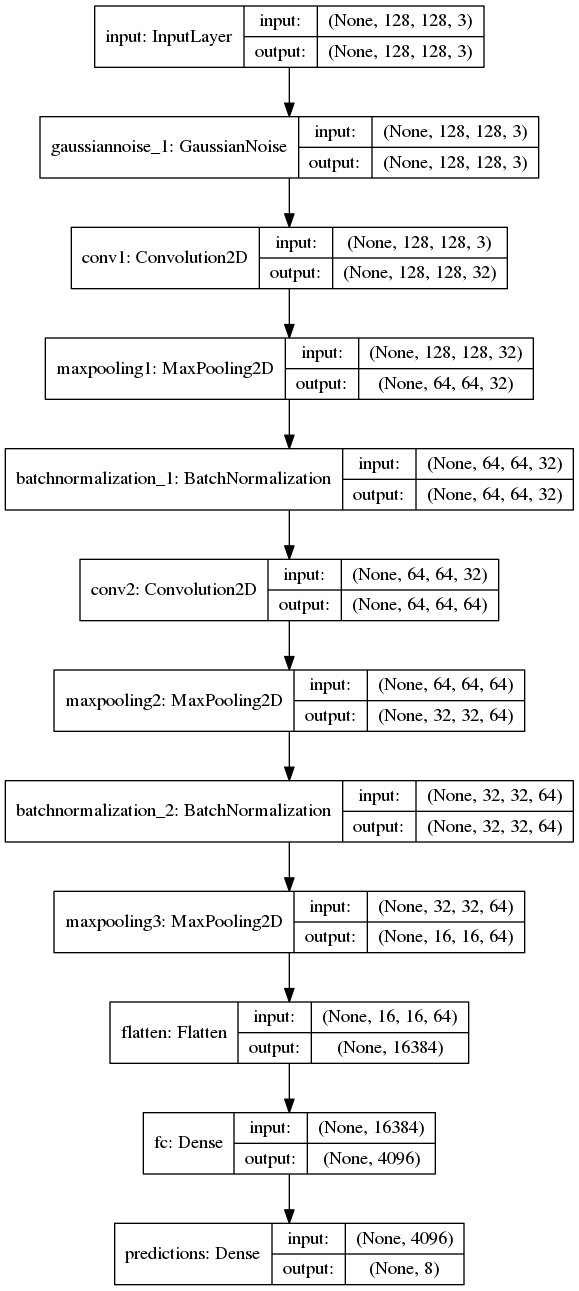 input: InputLayer
input: (None, 128, 128, 3)
output: (None, 128, 128, 3)
gaussiannoise_1: GaussianNoise
input: (None, 128, 128, 3)
output: (None, 128, 128, 3)
conv1: Convolution2D
input: (None, 128, 128, 3)
output: (None, 128, 128, 32)
maxpooling1: MaxPooling2D
input: (None, 128, 128, 32)
output: (None, 64, 64, 32)
batchnormalization_1: BatchNormalization
input: (None, 64, 64, 32)
output: (None, 64, 64, 32)
conv2: Convolution2D
input: (None, 64, 64, 32)
output: (None, 64, 64, 64)
maxpooling2: MaxPooling2D
input: (None, 64, 64, 64)
output: (None, 32, 32, 64)
batchnormalization_2: BatchNormalization
input: (None, 32, 32, 64)
output: (None, 32, 32, 64)
maxpooling3: MaxPooling2D
input: (None, 32, 32, 64)
output: (None, 16, 16, 64)
flatten: Flatten
input: (None, 16, 16, 64)
output: (None, 16384)
fc: Dense
input: (None, 16384)
output: (None, 4096)
predictions: Dense
input: (None, 4096)
output: (None, 8)